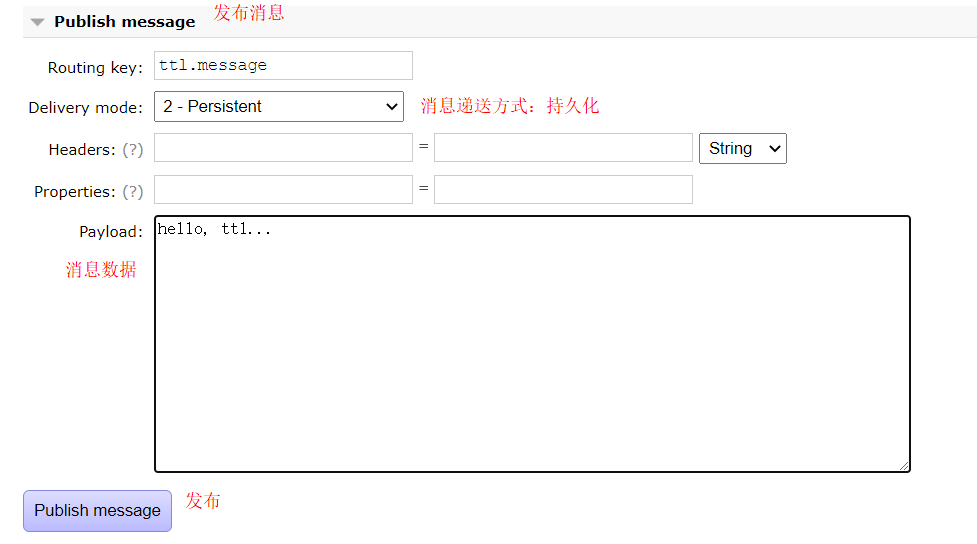 Publish message 发布消息
Routing key: ttl.message
Delivery mode: 2 - Persistent 消息递送方式：持久化
Headers: (?) = String
Properties: (?) =
Payload: hello, ttl...
消息数据
Publish message 发布